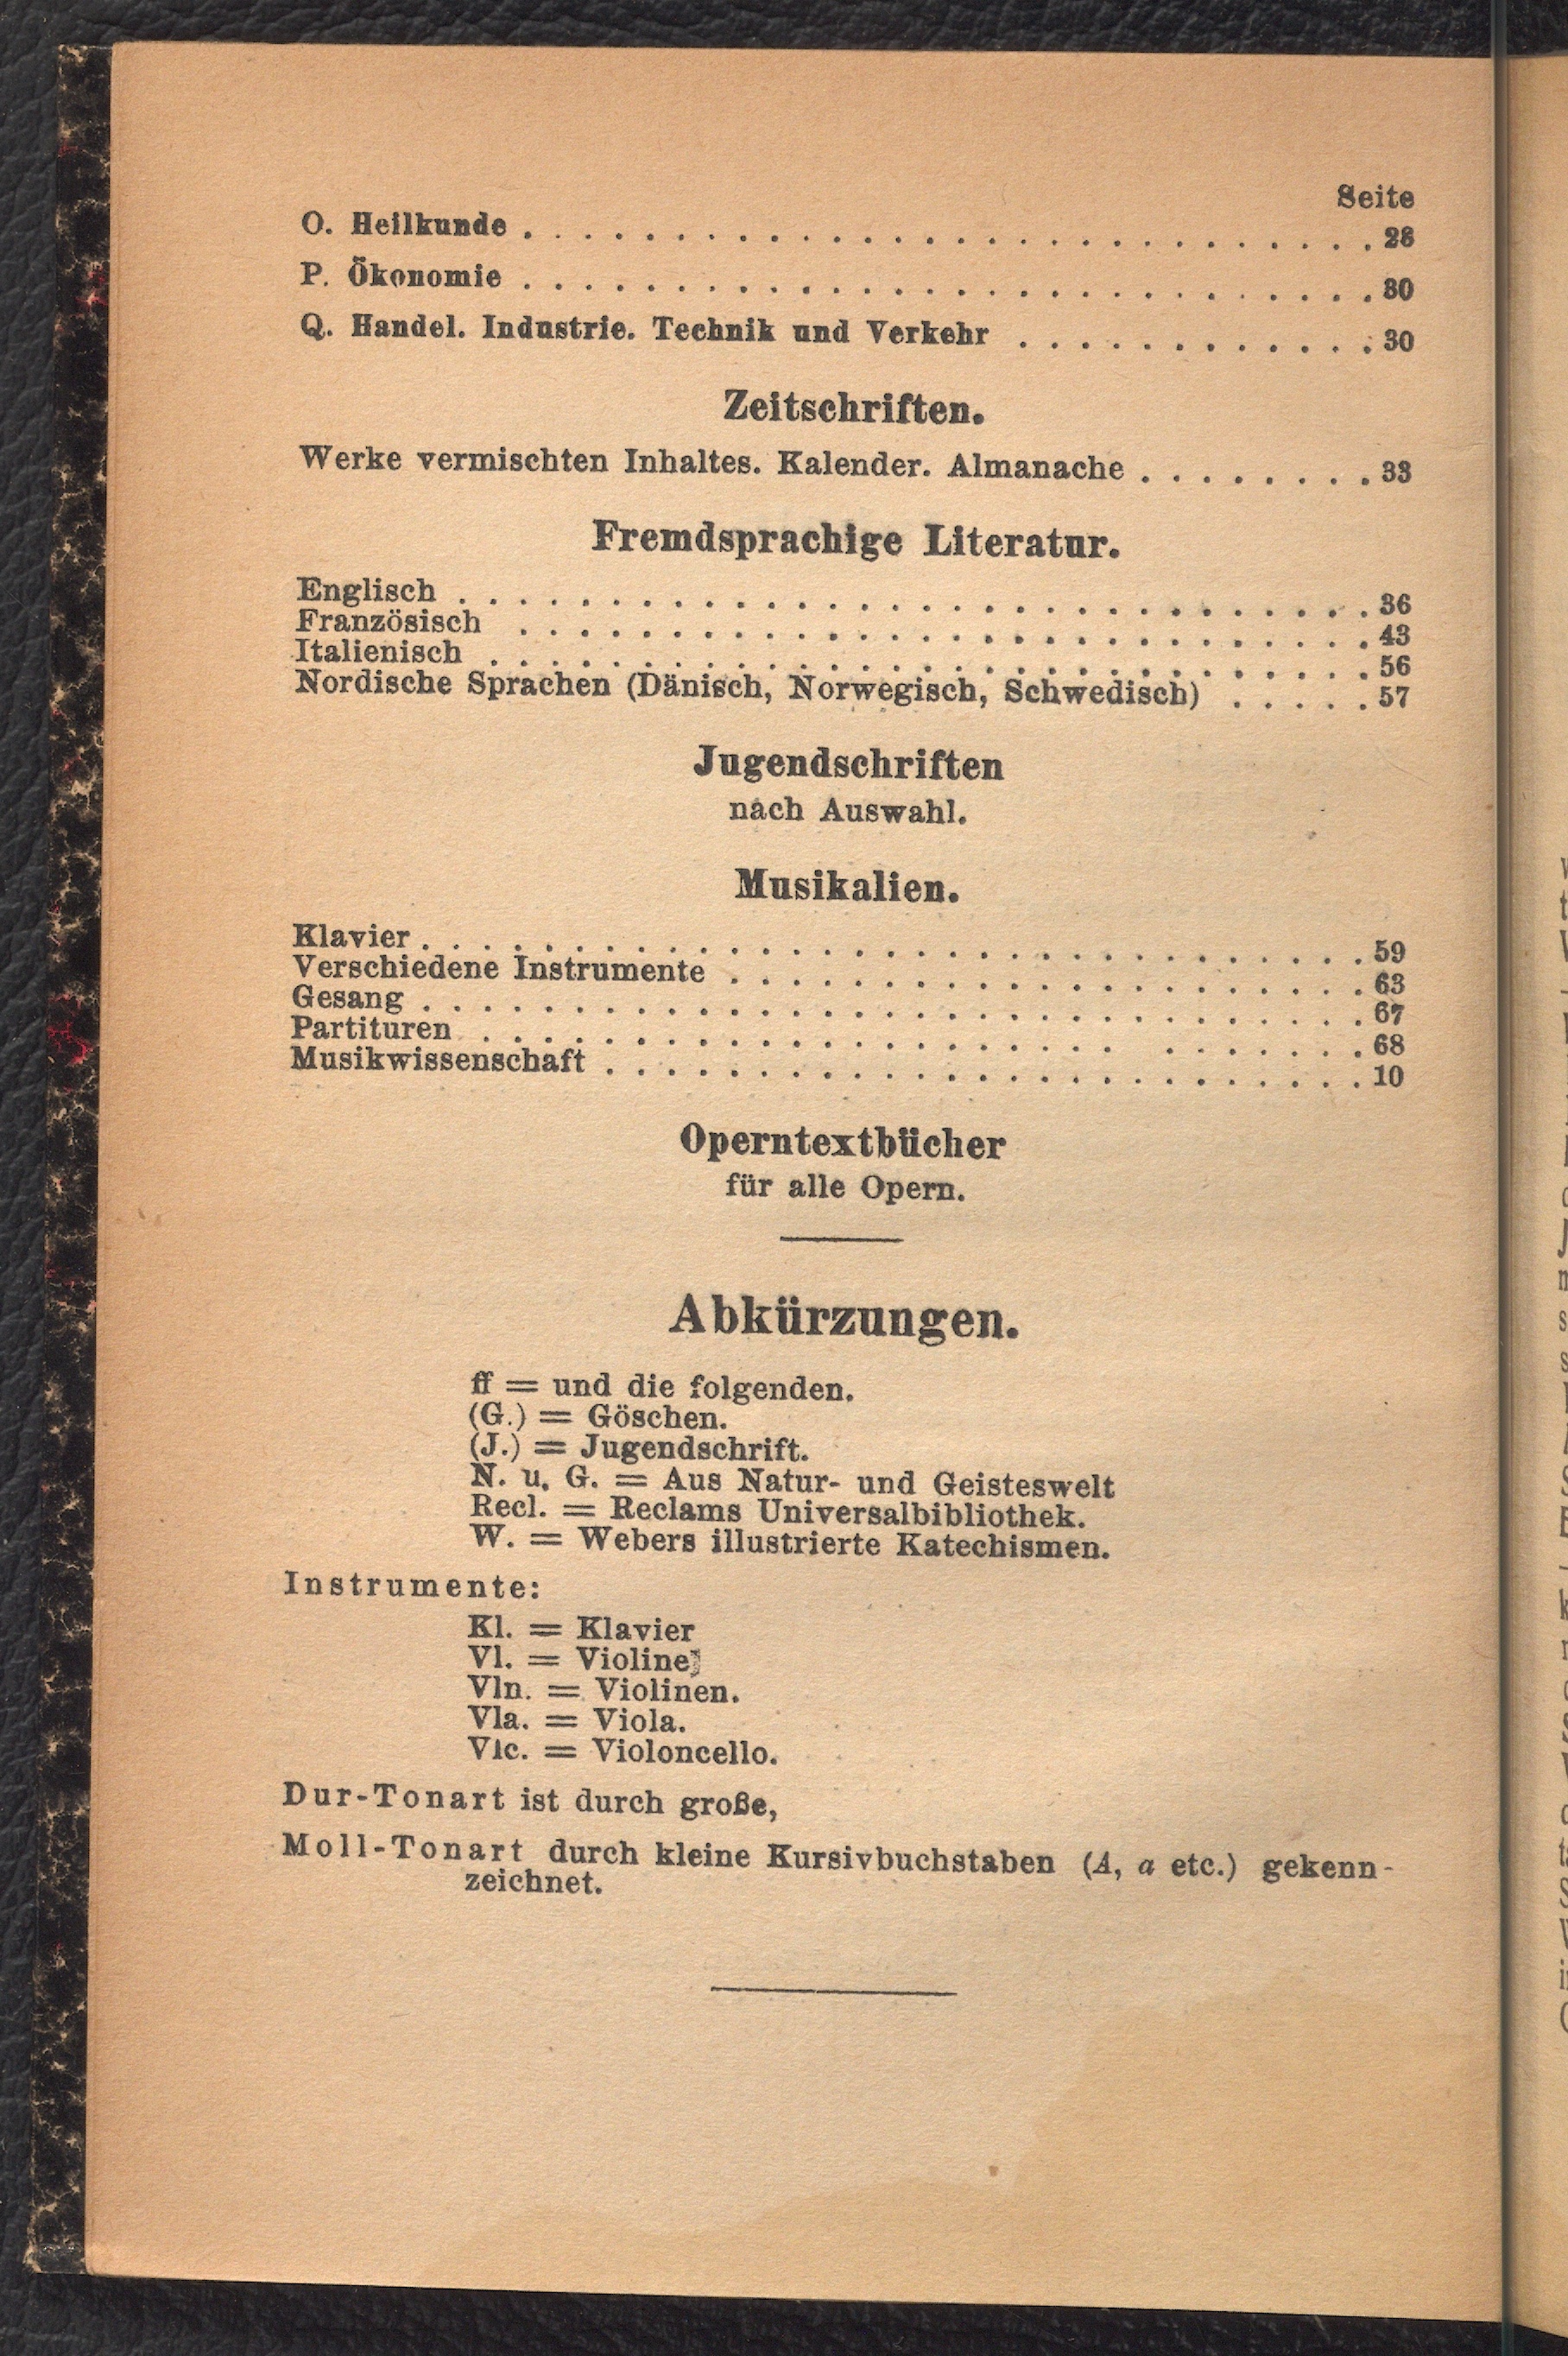 Seite
O. Heilkunde . . . . . . . . . . . . . . . . . . . . . . . . . . . . 28
P. Ökonomie . . . . . . . . . . . . . . . . . . . . . . . . . . . . 30
Q. Handel. Industrie. Technik und Verkehr . . . . . . . . . . . . 30
Zeitschriften.
Werke vermischten Inhaltes. Kalender. Almanache . . . . . . . . 33
Fremdsprachige Literatur.
Englisch . . . . . . . . . . . . . . . . . . . . . . . . . . . . . . 36
Französisch . . . . . . . . . . . . . . . . . . . . . . . . . . . . 43
Italienisch . . . . . . . . . . . . . . . . . . . . . . . . . . . . . 56
Nordische Sprachen (Dänisch, Norwegisch, Schwedisch) . . . . . 57
Jugendschriften
nach Auswahl.
Musikalien.
Klavier . . . . . . . . . . . . . . . . . . . . . . . . . . . . . . . 59
Verschiedene Instrumente . . . . . . . . . . . . . . . . . . . . . 63
Gesang . . . . . . . . . . . . . . . . . . . . . . . . . . . . . . . 67
Partituren . . . . . . . . . . . . . . . . . . . . . . . . . . . . . 68
Musikwissenschaft . . . . . . . . . . . . . . . . . . . . . . . . . 10
Operntextbücher
für alle Opern.
Abkürzungen.
ff = und die folgenden.
(G.) = Göschen.
(J.) = Jugendschrift.
N. u. G. = Aus Natur- und Geisteswelt
Recl. = Reclams Universalbibliothek.
W. = Webers illustrierte Katechismen.
Instrumente:
Kl. = Klavier
Vl. = Violine
Vln. = Violinen.
Vla. = Viola.
Vlc. = Violoncello.
Dur-Tonart ist durch große,
Moll-Tonart durch kleine Kursivbuchstaben (A, a etc.) gekenn-
zeichnet.